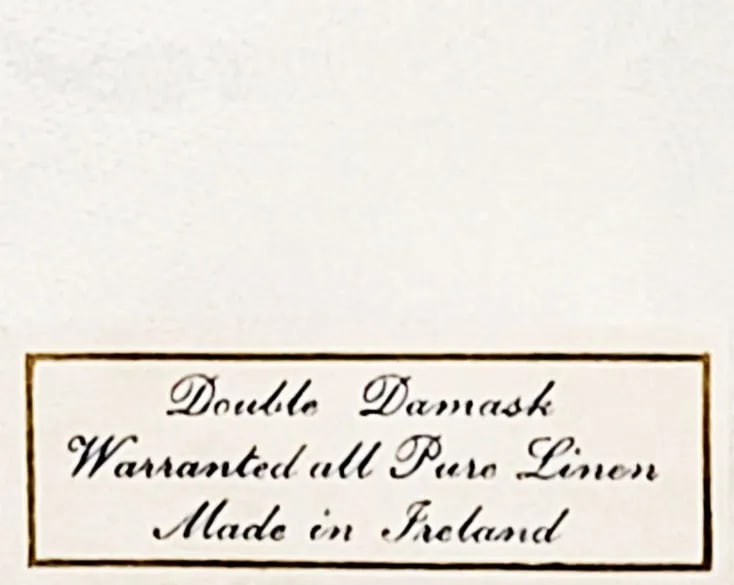 Double Damask
Warranted all Pure Linen
Made in Ireland